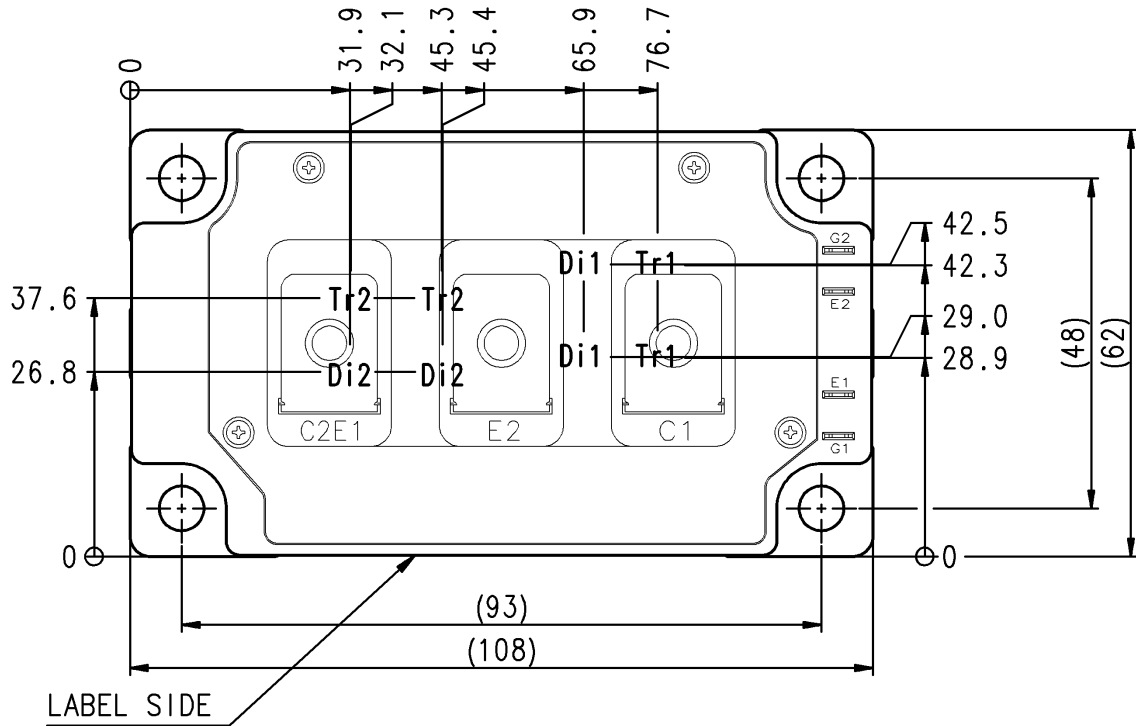 0 31.9 32.1 45.3 45.4 65.9 76.7
G2
42.5
Di1 Tr1
42.3
37.6 Tr2 Tr2
E2
29.0
(48) (62)
Di1 Tr1
28.9
26.8 Di2 Di2
E1
C2E1 E2 C1
G1
0 0
(93)
(108)
LABEL SIDE